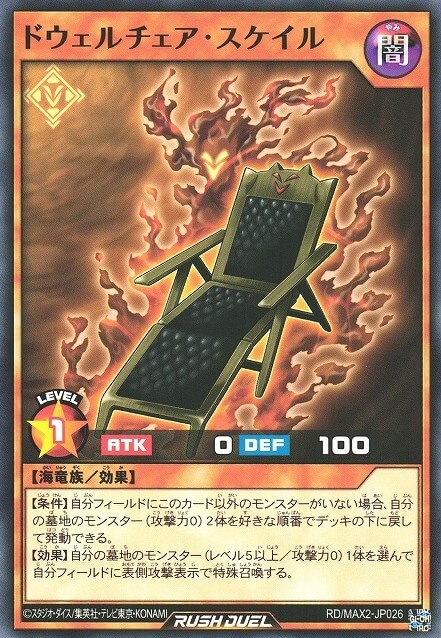 ドウェルチェア・スケイル
やみ
闇
LEVEL
1
ATK 0 DEF 100
【海竜族／効果】
【条件】自分フィールドにこのカード以外のモンスターがいない場合、自分
の墓地のモンスター（攻撃力0）2体を好きな順番でデッキの下に戻し
て発動できる。
【効果】自分の墓地のモンスター（レベル5以上／攻撃力0）1体を選んで
自分フィールドに表側攻撃表示で特殊召喚する。
©スタジオ・ダイス/集英社・テレビ東京・KONAMI RUSH DUEL RD/MAX2-JP026